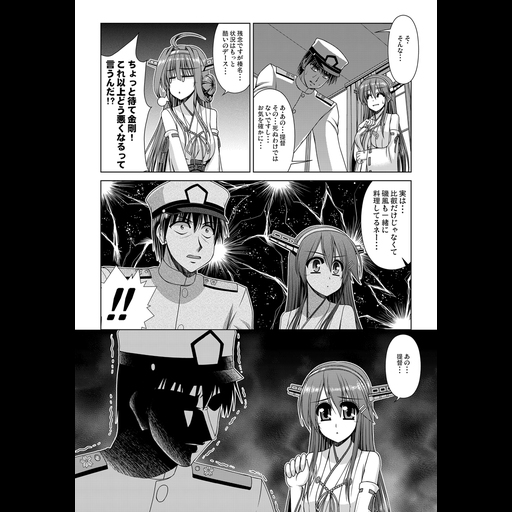 そ、
そんな・・・
あ・あの・・提督
その・・死ぬわけでは
ないですし・・
お気を確かに・・・
残念ですが榛名・・・
状況はもっと
酷いのデース・・・
ちょっと待て金剛！
これ以上どう悪くなるって
言うんだ！？
実は・・・
比叡だけじゃなくて
磯風も一緒に
料理してるネー・・・
！！
あの
提督・・・